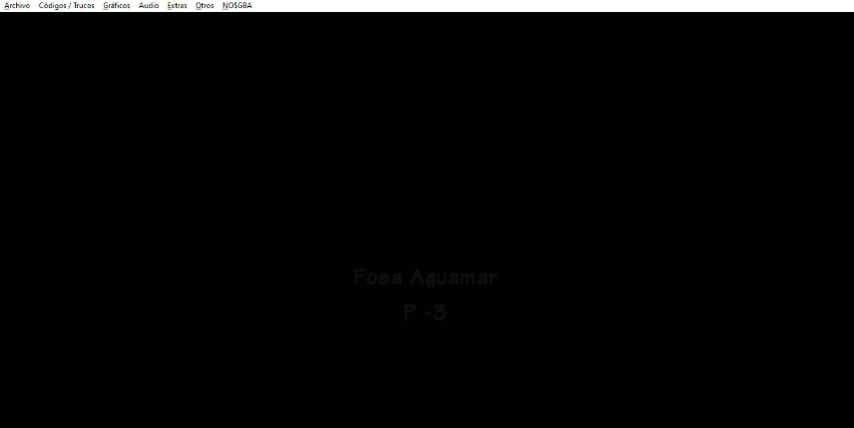 Archivo Códigos / Trucos Gráficos Audio Extras Otros NO$GBA
Fosa Aguamar
P -3